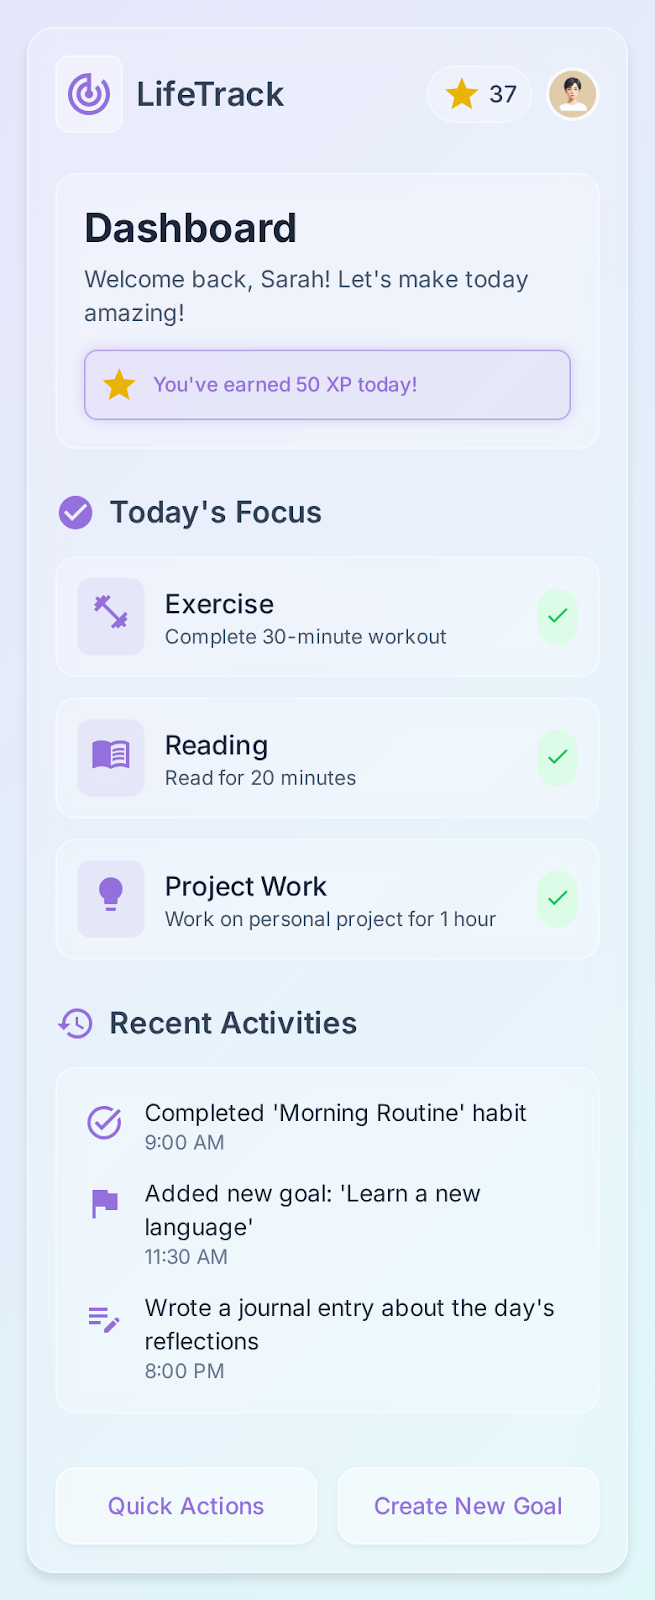 LifeTrack
37
Dashboard
Welcome back, Sarah! Let's make today
amazing!
You've earned 50 XP today!
Today's Focus
Exercise
Complete 30-minute workout
Reading
Read for 20 minutes
Project Work
Work on personal project for 1 hour
Recent Activities
Completed 'Morning Routine' habit
9:00 AM
Added new goal: 'Learn a new
language'
11:30 AM
Wrote a journal entry about the day's
reflections
8:00 PM
Quick Actions
Create New Goal